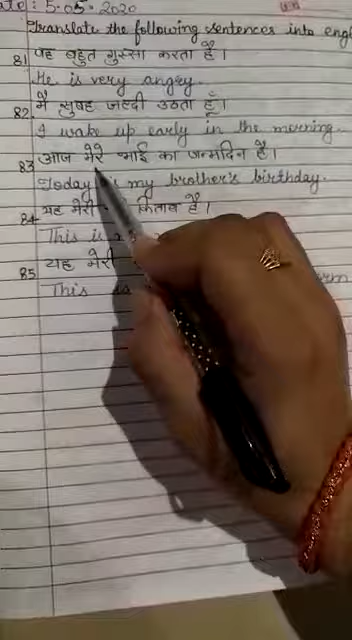 Date: 5-05-2020
Translate the following sentences into
81 वह बहुत गुस्सा करता है।
He is very angry.
82. मैं सुबह जल्दी उठता हूँ।
I wake up early in the morning.
83 आज मेरे भाई का जन्मदिन है।
Today is my brother's birthday.
84 यह मेरी किताब है।
This is
85 यह मेरी
This is